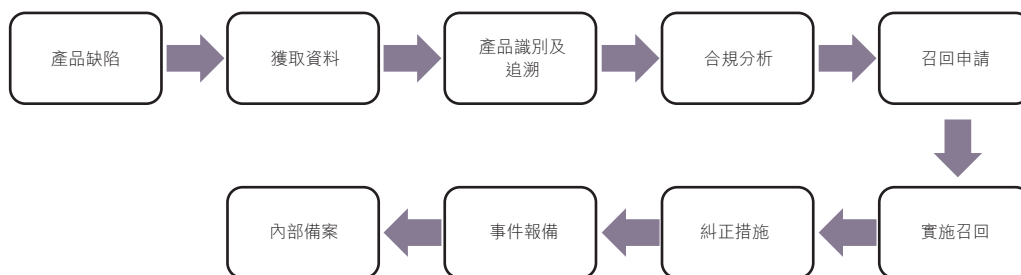 產品缺陷
獲取資料
產品識別及
追溯
合規分析
召回申請
實施召回
糾正措施
事件報備
內部備案